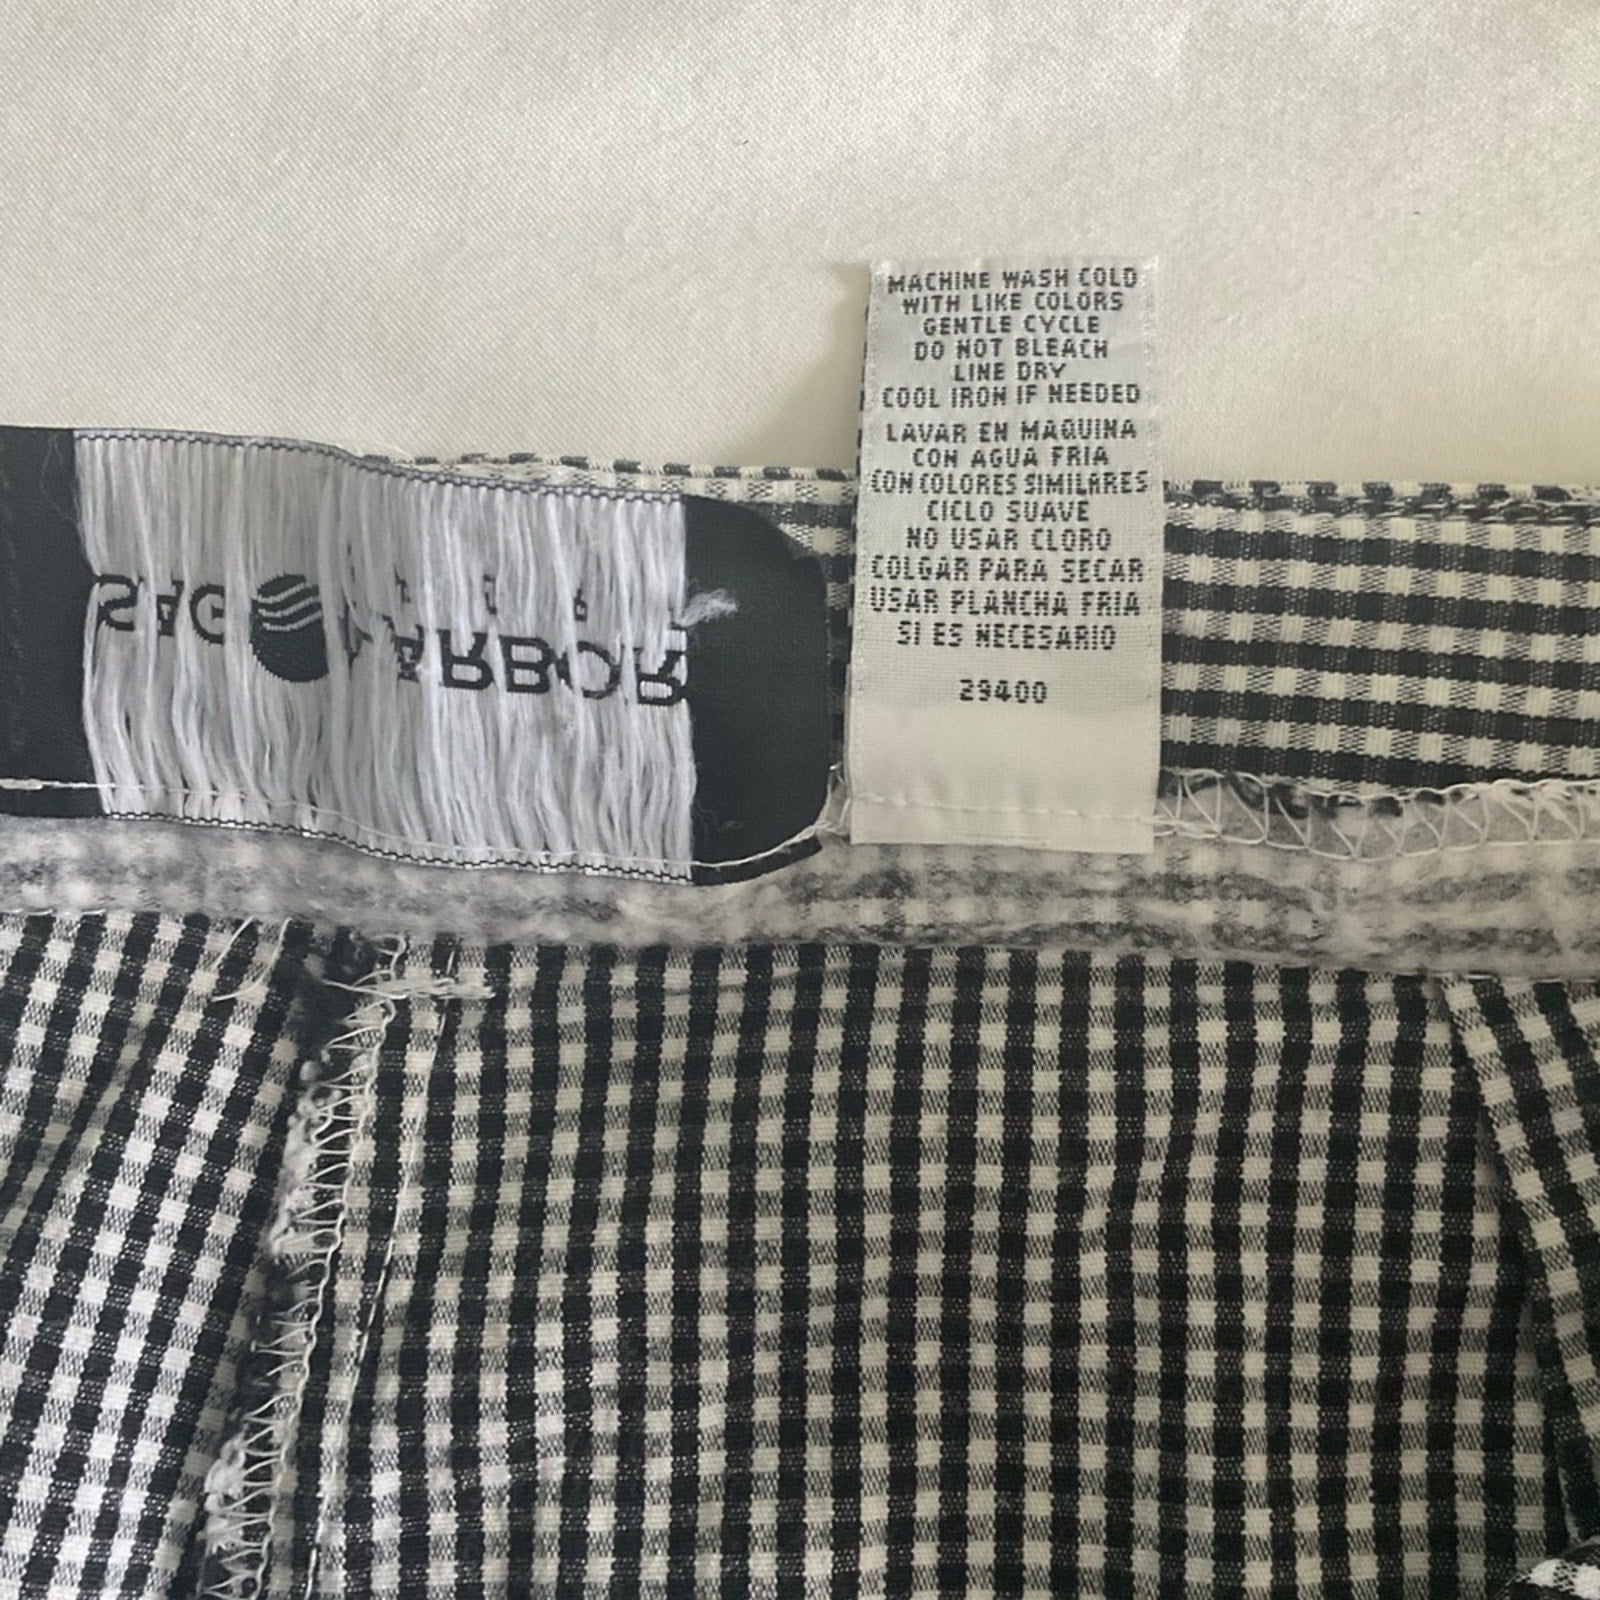 SAG HARBOR
MACHINE WASH COLD
WITH LIKE COLORS
GENTLE CYCLE
DO NOT BLEACH
LINE DRY
COOL IRON IF NEEDED
LAVAR EN MAQUINA
CON AGUA FRIA
CON COLORES SIMILARES
CICLO SUAVE
NO USAR CLORO
COLGAR PARA SECAR
USAR PLANCHA FRIA
SI ES NECESARIO
29400